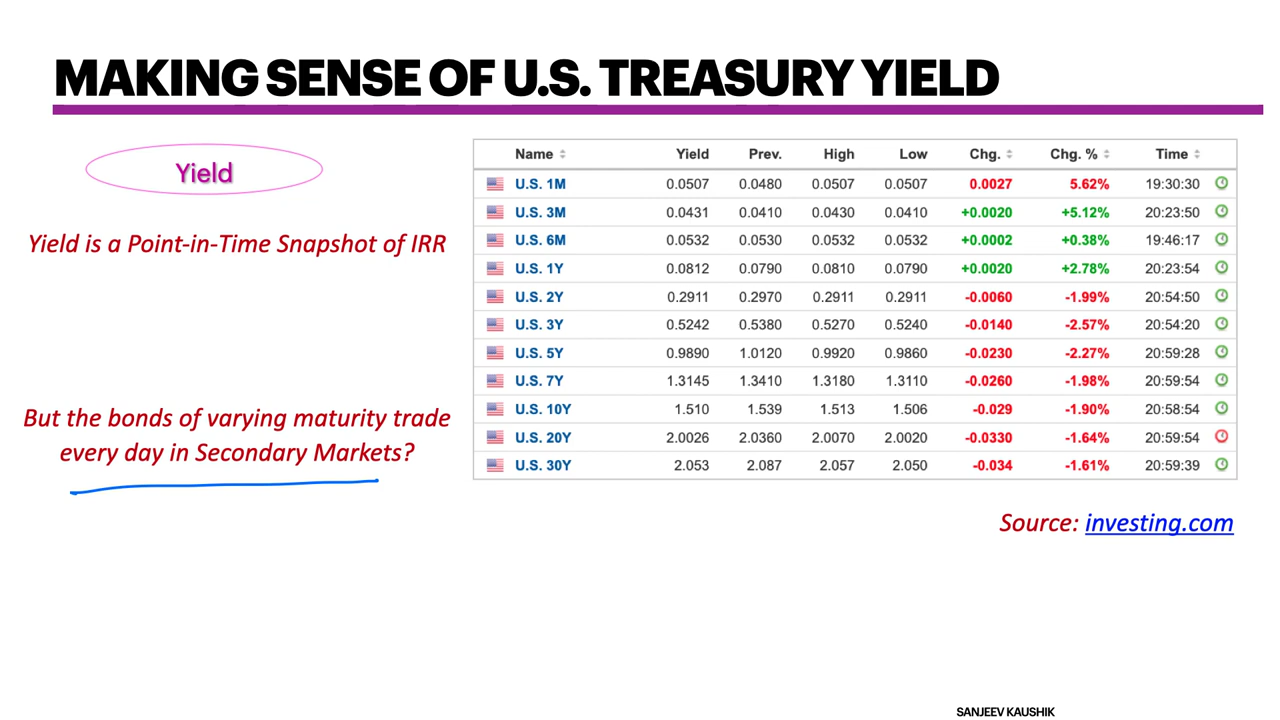 MAKING SENSE OF U.S. TREASURY YIELD
Yield
Yield is a Point-in-Time Snapshot of IRR
But the bonds of varying maturity trade
every day in Secondary Markets?
Name Yield Prev. High Low Chg. Chg. % Time
U.S. 1M 0.0507 0.0480 0.0507 0.0507 0.0027 5.62% 19:30:30
U.S. 3M 0.0431 0.0410 0.0430 0.0410 +0.0020 +5.12% 20:23:50
U.S. 6M 0.0532 0.0530 0.0532 0.0532 +0.0002 +0.38% 19:46:17
U.S. 1Y 0.0812 0.0790 0.0810 0.0790 +0.0020 +2.78% 20:23:54
U.S. 2Y 0.2911 0.2970 0.2911 0.2911 -0.0060 -1.99% 20:54:50
U.S. 3Y 0.5242 0.5380 0.5270 0.5240 -0.0140 -2.57% 20:54:20
U.S. 5Y 0.9890 1.0120 0.9920 0.9860 -0.0230 -2.27% 20:59:28
U.S. 7Y 1.3145 1.3410 1.3180 1.3110 -0.0260 -1.98% 20:59:54
U.S. 10Y 1.510 1.539 1.513 1.506 -0.029 -1.90% 20:58:54
U.S. 20Y 2.0026 2.0360 2.0070 2.0020 -0.0330 -1.64% 20:59:54
U.S. 30Y 2.053 2.087 2.057 2.050 -0.034 -1.61% 20:59:39
Source: investing.com
SANJEEV KAUSHIK